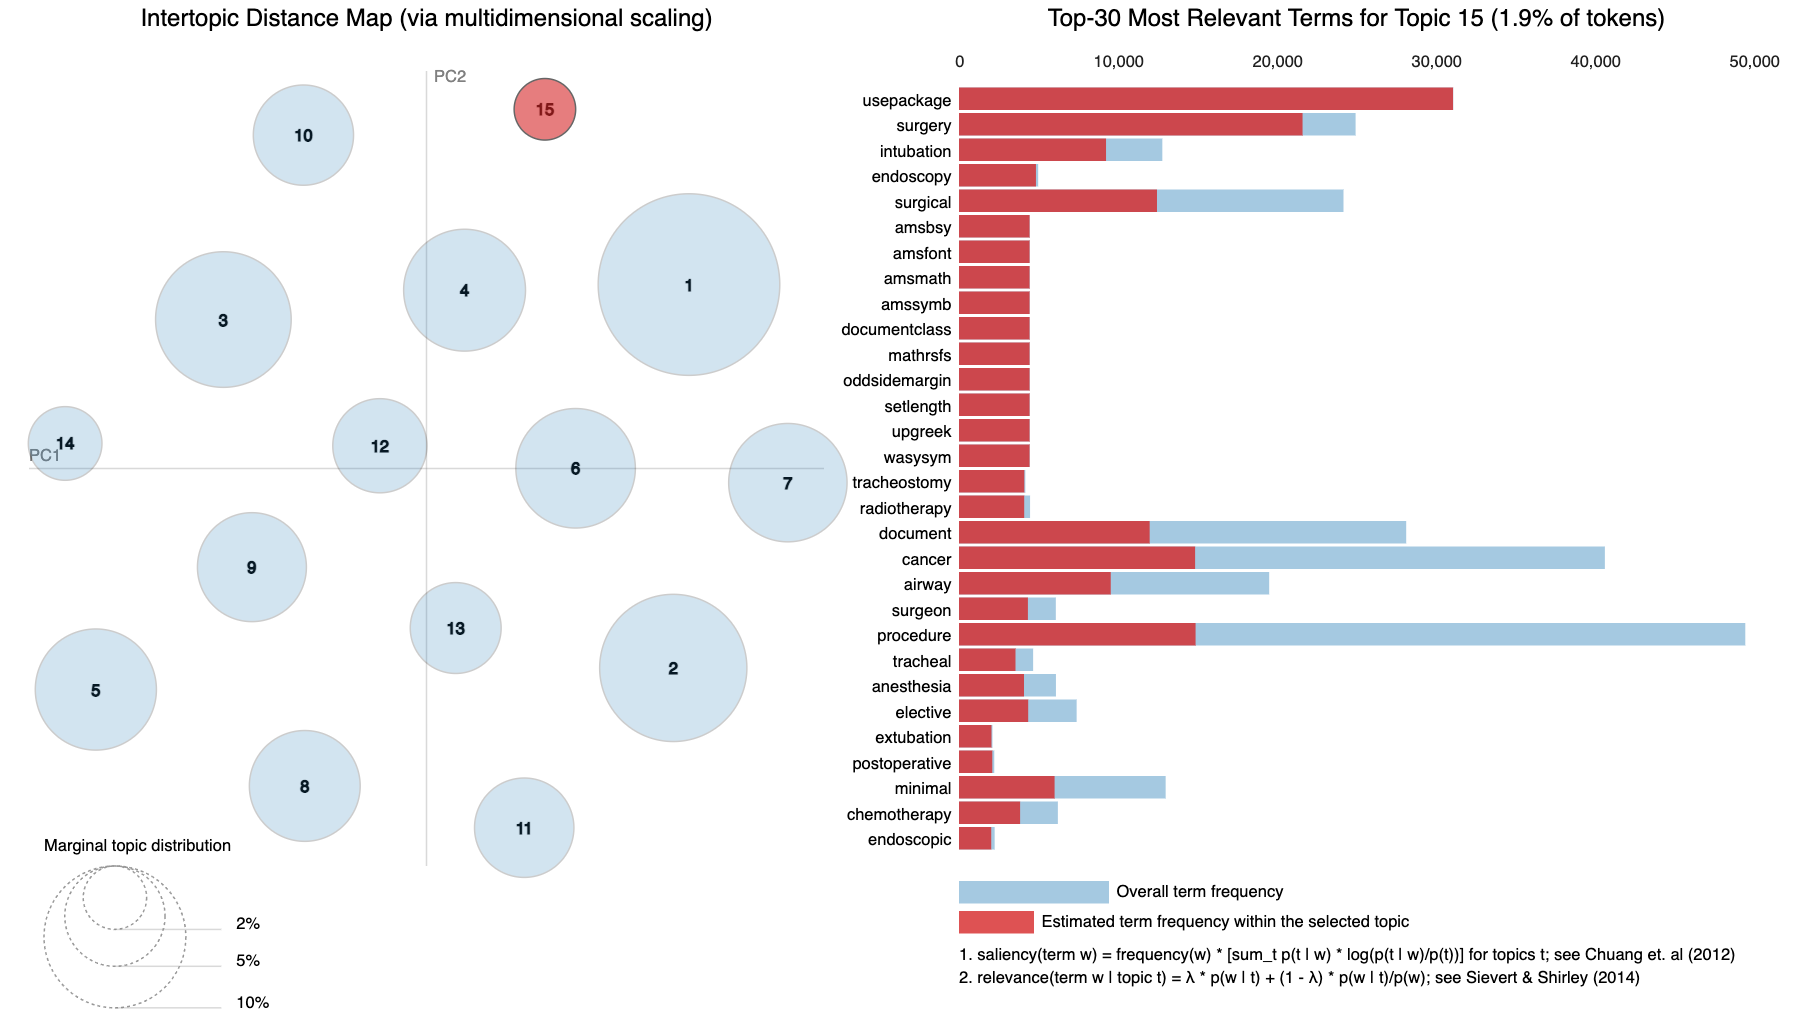 Intertopic Distance Map (via multidimensional scaling)
PC2
15
10
4
1
3
14
PC1
12
6
7
9
13
2
5
8
11
Marginal topic distribution
2%
5%
10%
Top-30 Most Relevant Terms for Topic 15 (1.9% of tokens)
0 10,000 20,000 30,000 40,000 50,000
usepackage
surgery
intubation
endoscopy
surgical
amsbsy
amsfont
amsmath
amssymb
documentclass
mathrsfs
oddsidemargin
setlength
upgreek
wasysym
tracheostomy
radiotherapy
document
cancer
airway
surgeon
procedure
tracheal
anesthesia
elective
extubation
postoperative
minimal
chemotherapy
endoscopic
Overall term frequency
Estimated term frequency within the selected topic
1. saliency(term w) = frequency(w) * [sum_t p(t | w) * log(p(t | w)/p(t))] for topics t; see Chuang et. al (2012)
2. relevance(term w | topic t) = λ * p(w | t) + (1 - λ) * p(w | t)/p(w); see Sievert & Shirley (2014)